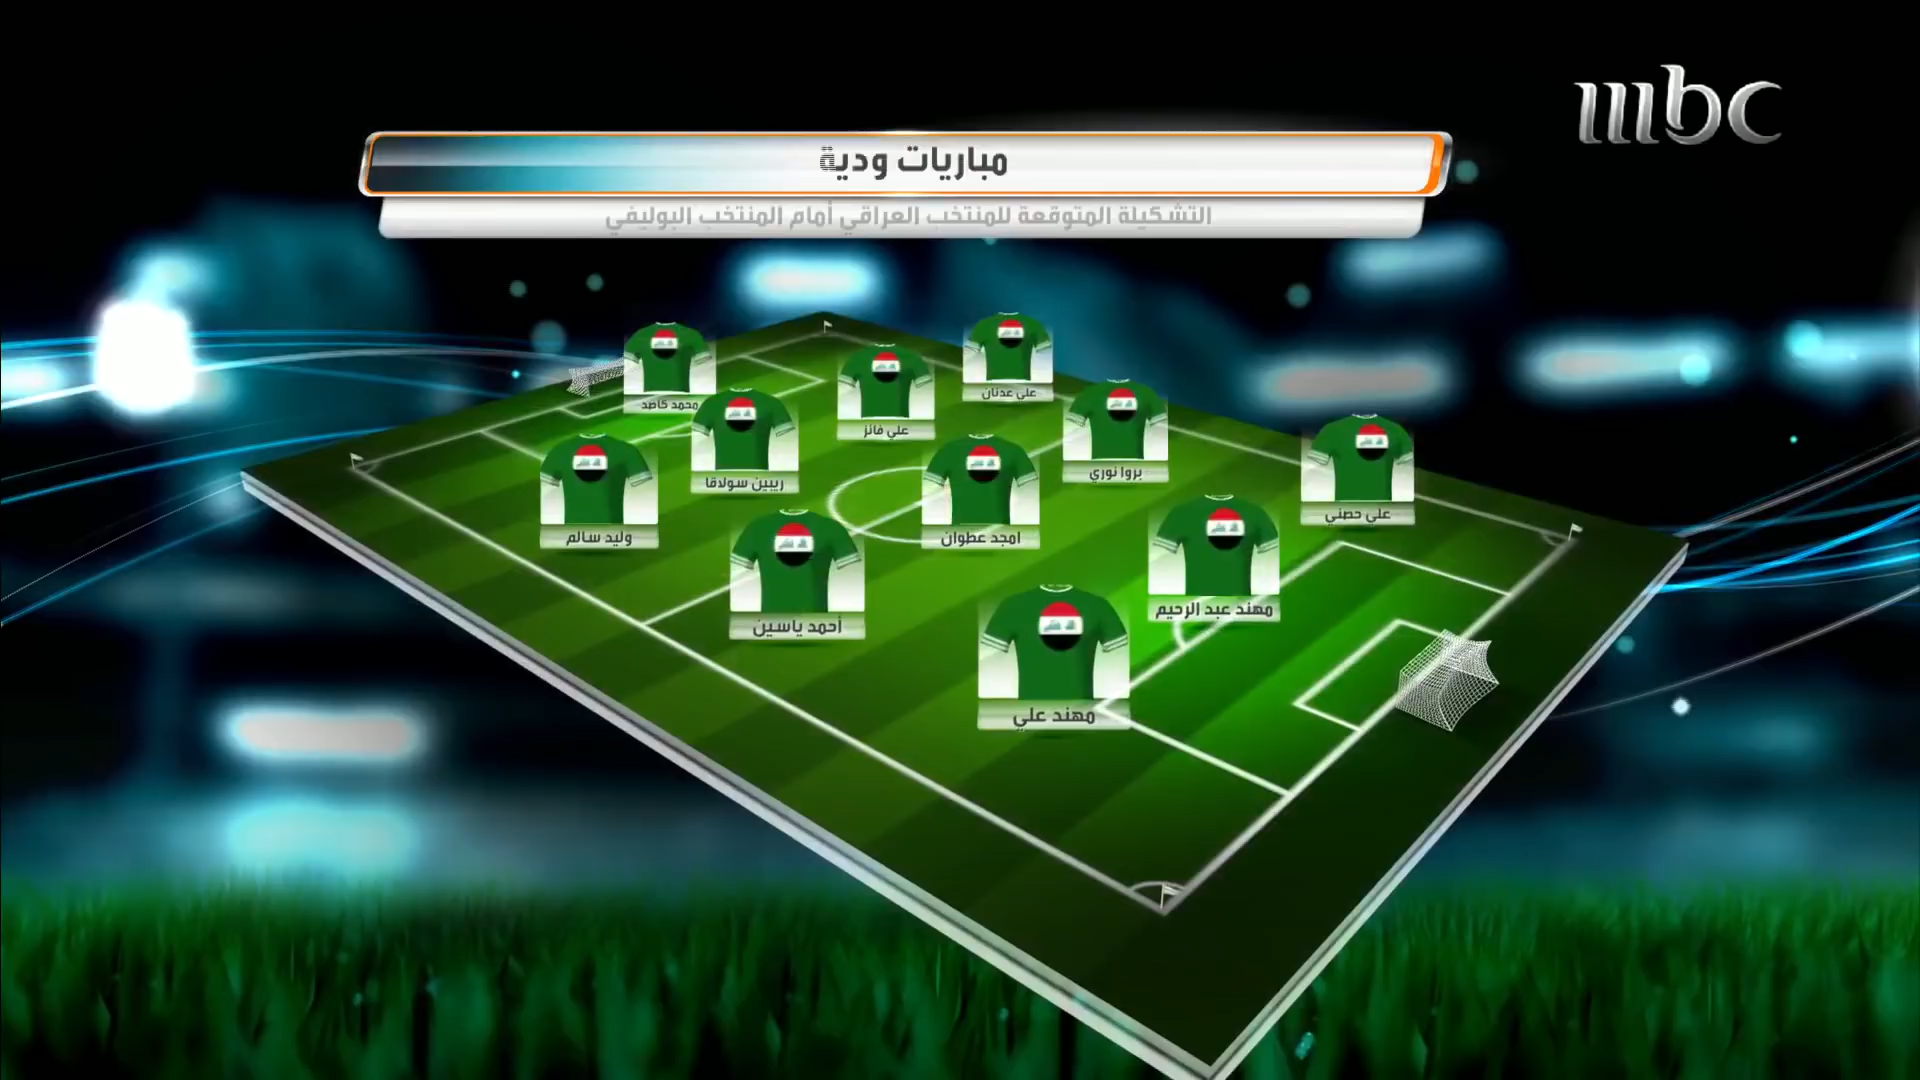 mbc
مباريات ودية
التشكيلة المتوقعة للمنتخب العراقي أمام المنتخب البوليفي
محمد كاصد
علي عدنان
علي فائز
بروا نوري
ريبين سولاقا
علي حصني
وليد سالم
امجد عطوان
مهند عبد الرحيم
أحمد ياسين
مهند علي